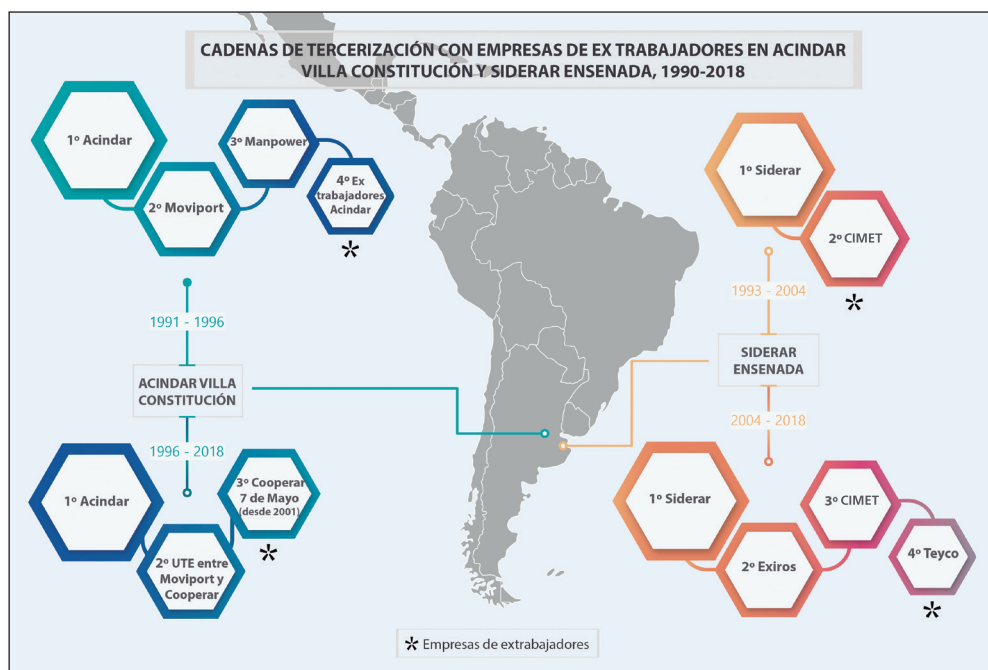 CADENAS DE TERCERIZACIÓN CON EMPRESAS DE EX TRABAJADORES EN ACINDAR
VILLA CONSTITUCIÓN Y SIDERAR ENSENADA, 1990-2018
1º Acindar
2º Moviport
3º Manpower
4º Ex
trabajadores
Acindar
*
1991 - 1996
ACINDAR VILLA
CONSTITUCIÓN
1996 - 2018
1º Acindar
2º UTE entre
Moviport y
Cooperar
3º Cooperar
7 de Mayo
(desde 2001)
*
1º Siderar
2º CIMET
*
1993 - 2004
SIDERAR
ENSENADA
2004 - 2018
1º Siderar
2º Exiros
3º CIMET
4º Teyco
*
* Empresas de extrabajadores